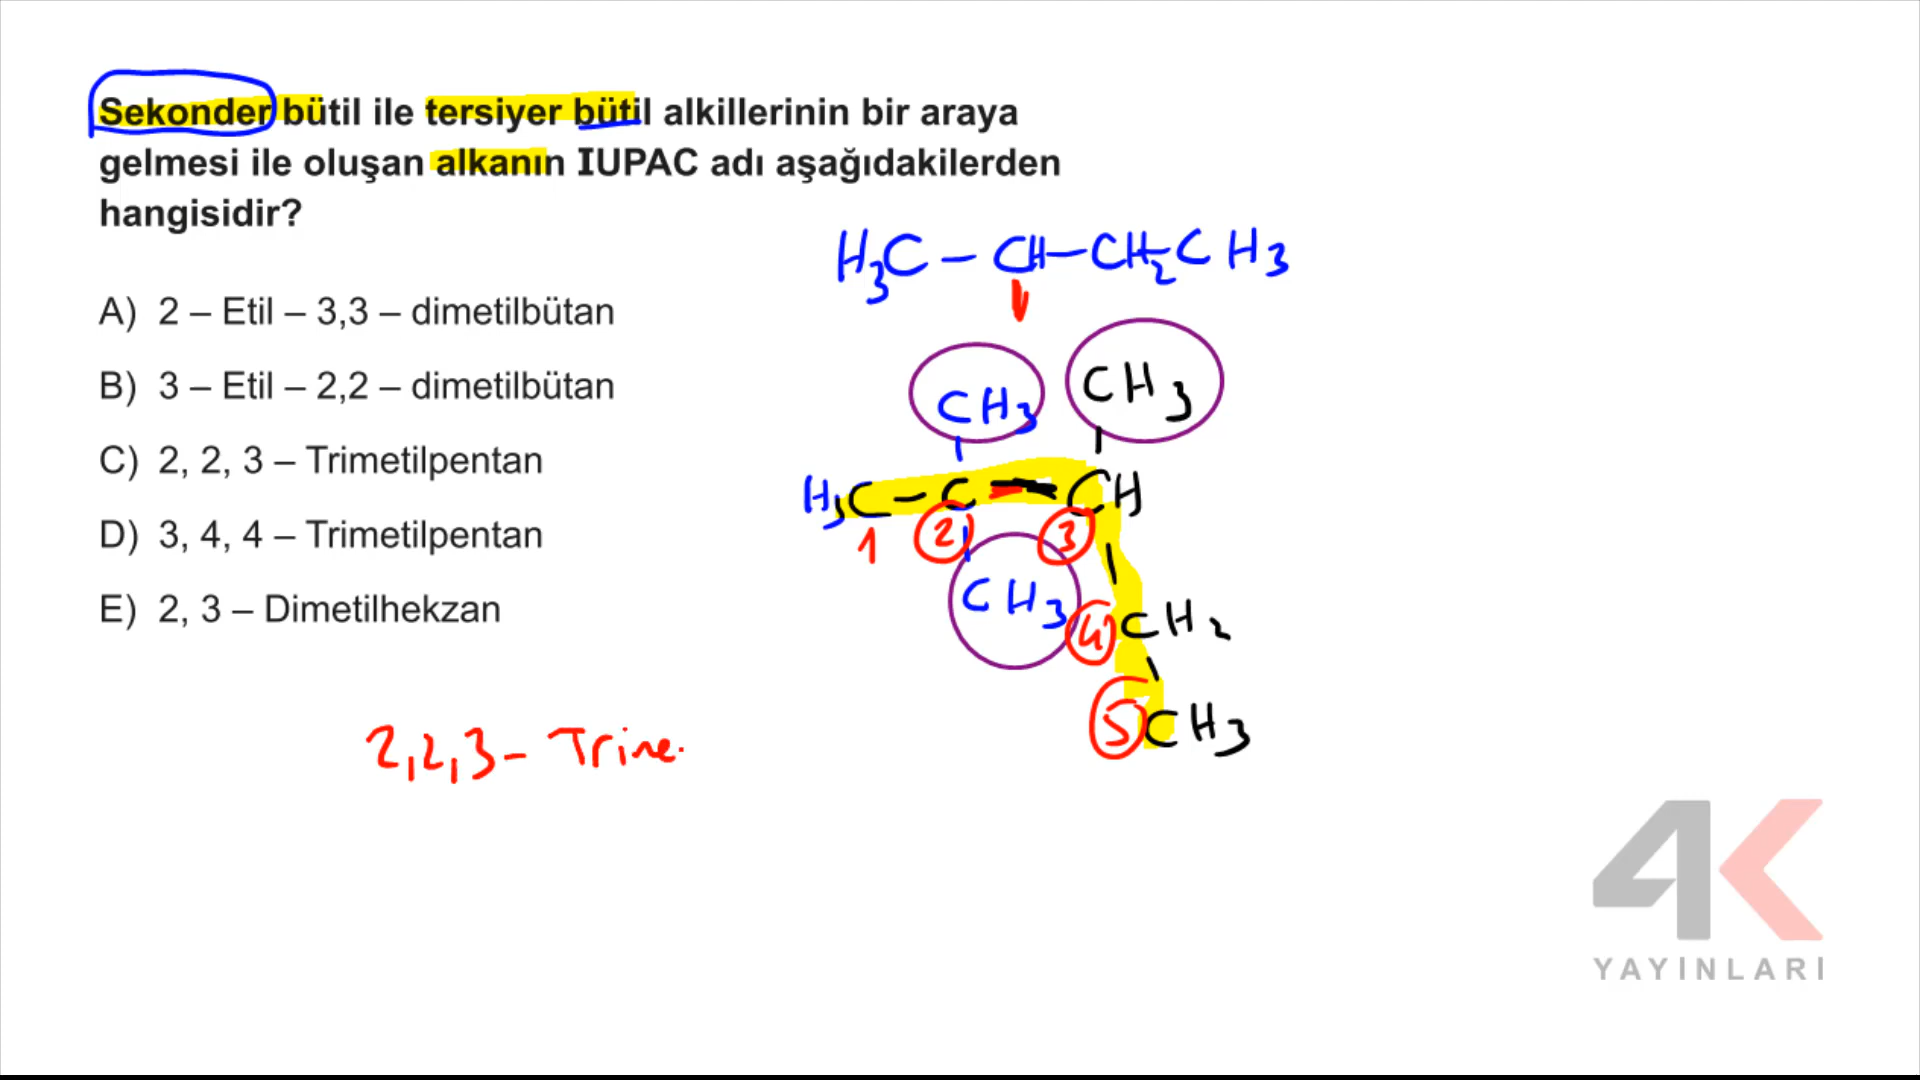 Sekonder bütil ile tersiyer bütil alkillerinin bir araya
gelmesi ile oluşan alkanın IUPAC adı aşağıdakilerden
hangisidir?
H₃C – CH – CH₂CH₃
A) 2 – Etil – 3,3 – dimetilbütan
B) 3 – Etil – 2,2 – dimetilbütan
C) 2, 2, 3 – Trimetilpentan
D) 3, 4, 4 – Trimetilpentan
E) 2, 3 – Dimetilhekzan
CH₃ CH₃
H₃C – C – CH
1 2 3
CH₃ 4 CH₂
5 CH₃
2,2,3 – Trime
4K
YAYINLARI